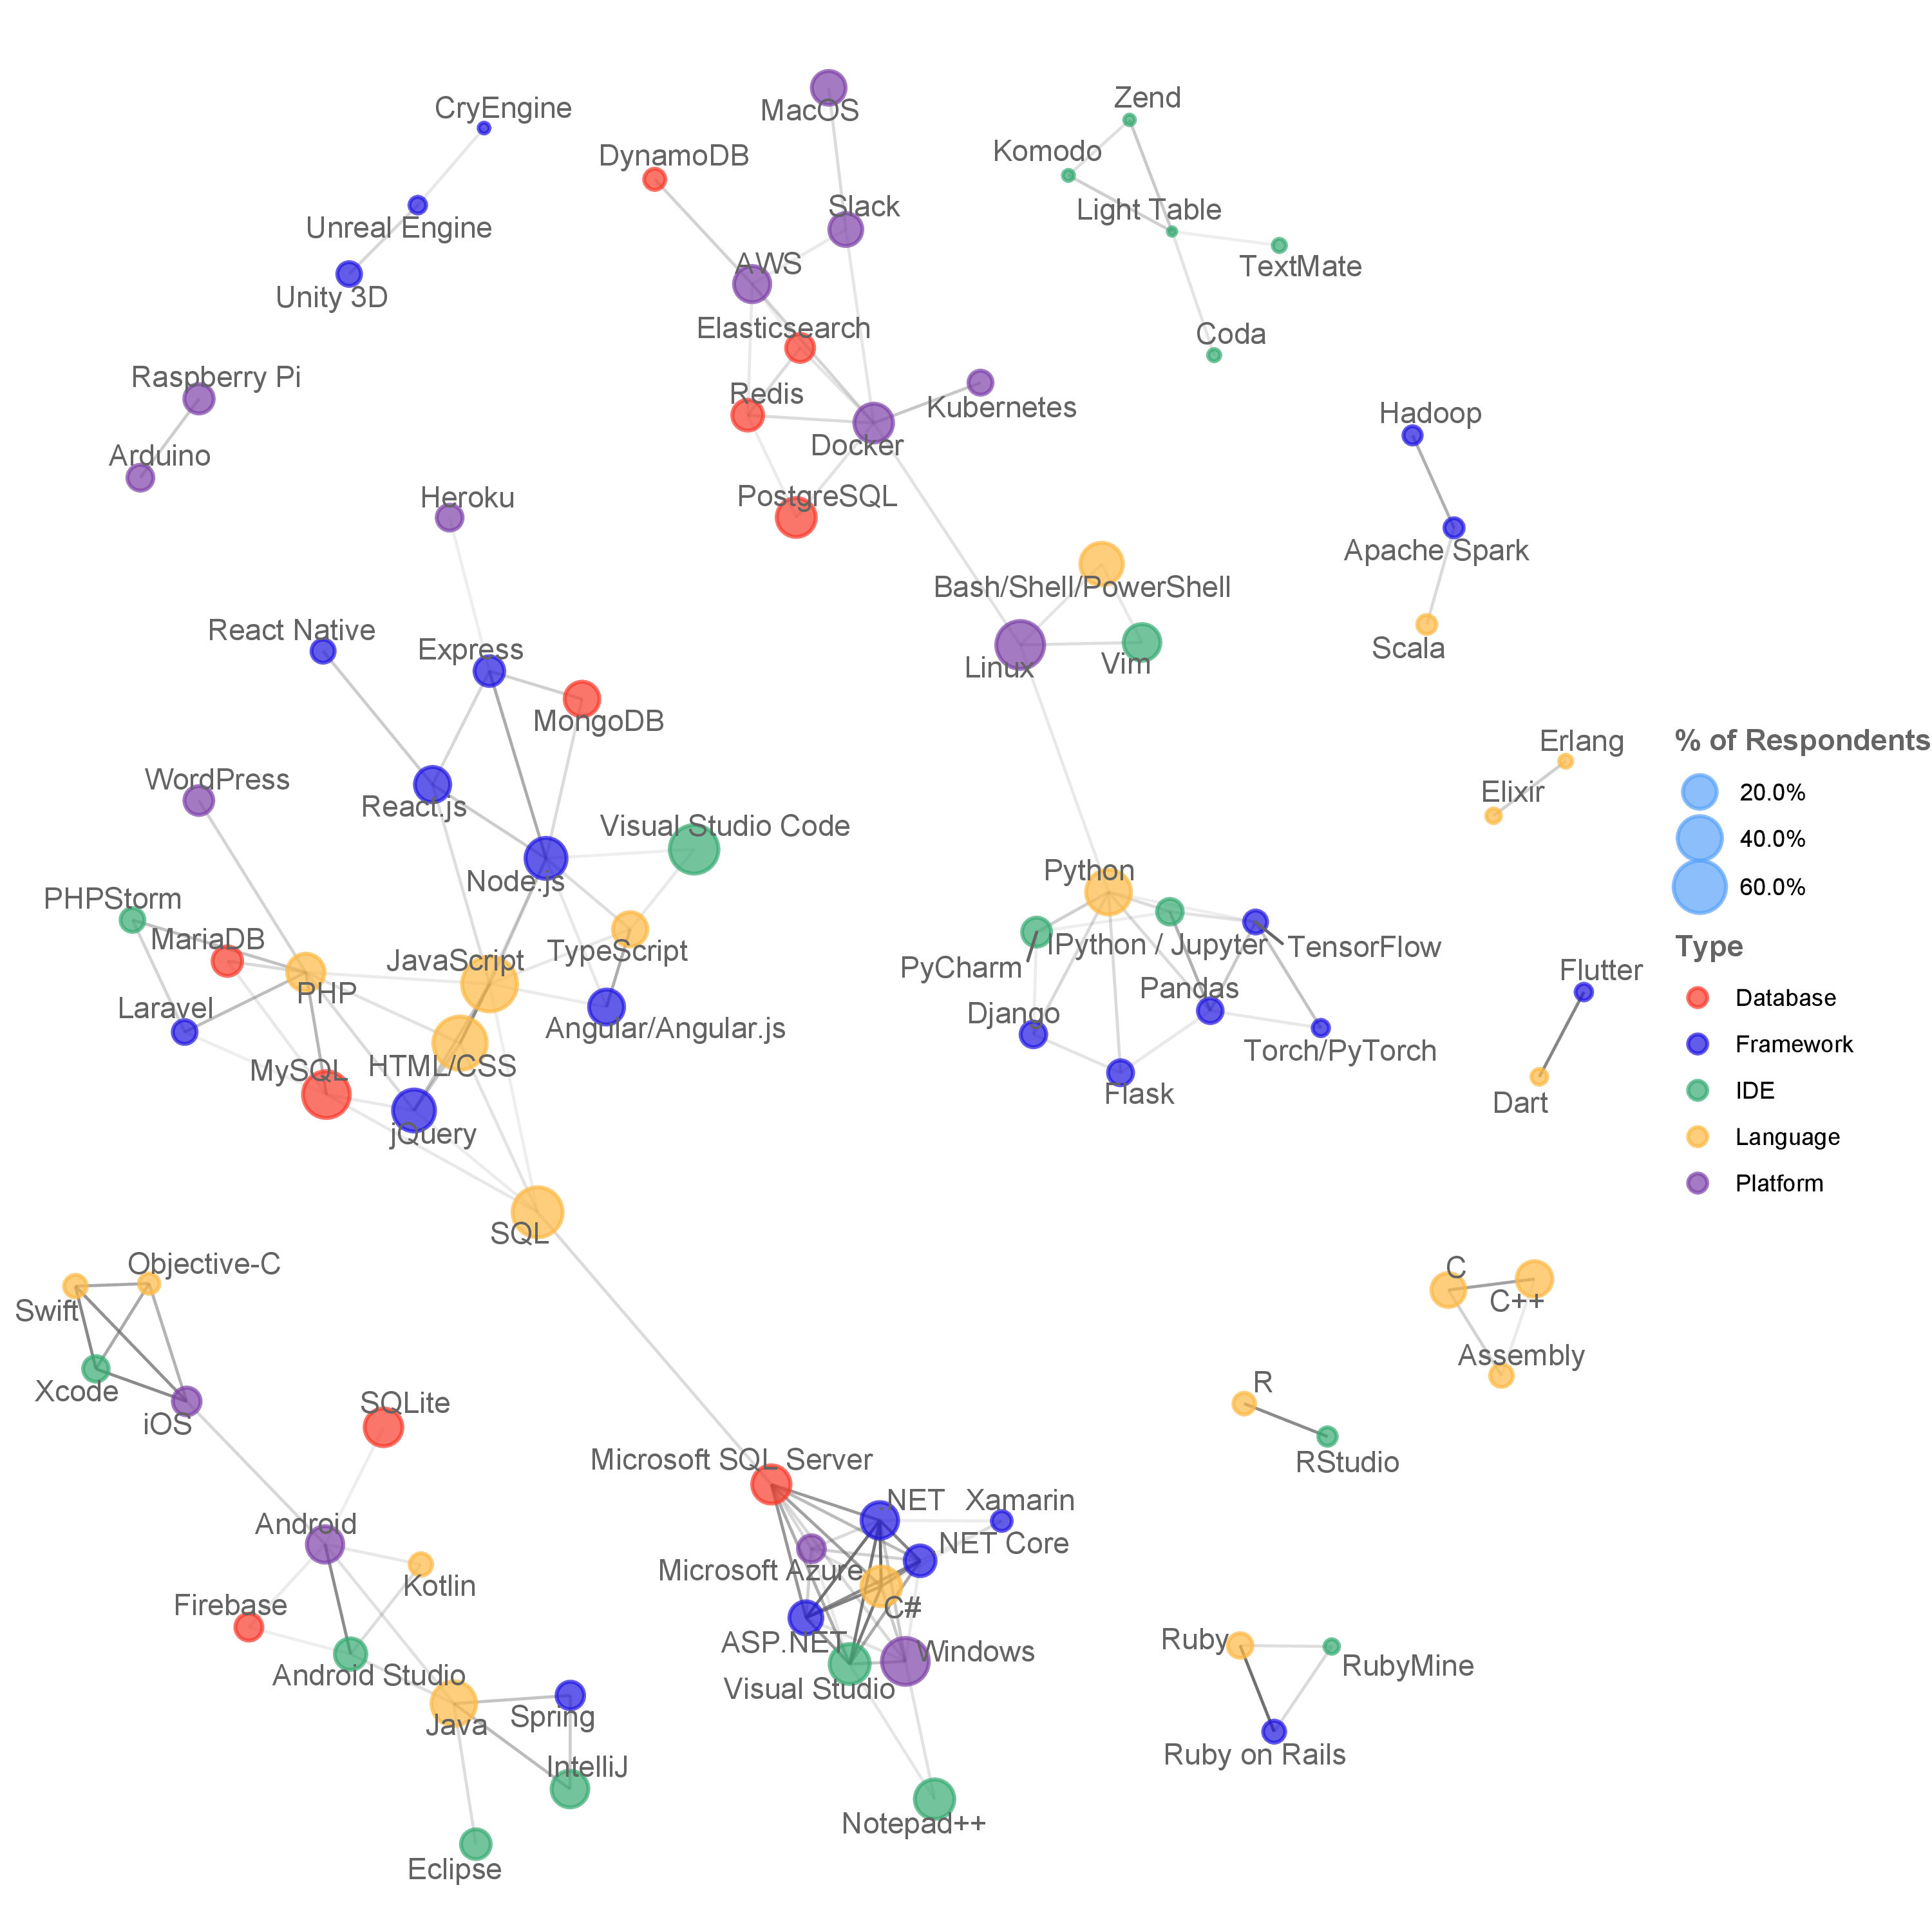 MacOS
CryEngine
Zend
DynamoDB
Komodo
Slack
Light Table
Unreal Engine
AWS
TextMate
Unity 3D
Elasticsearch
Coda
Raspberry Pi
Redis
Kubernetes
Hadoop
Arduino
Docker
Heroku
PostgreSQL
Apache Spark
Bash/Shell/PowerShell
React Native
Express
Linux
Vim
Scala
MongoDB
Erlang
% of Respondents
WordPress
React.js
Elixir
20.0%
Visual Studio Code
40.0%
Node.js
Python
60.0%
PHPStorm
MariaDB
JavaScript
TypeScript
IPython / Jupyter
TensorFlow
Type
PyCharm
Flutter
PHP
Pandas
Database
Laravel
Angular/Angular.js
Django
Framework
MySQL
HTML/CSS
Torch/PyTorch
Flask
IDE
Dart
jQuery
Language
Platform
SQL
Objective-C
C
Swift
C++
Assembly
Xcode
R
iOS
SQLite
Microsoft SQL Server
RStudio
NET
Xamarin
Android
NET Core
Microsoft Azure
Kotlin
Firebase
C#
ASP.NET
Windows
Ruby
RubyMine
Android Studio
Visual Studio
Java
Spring
Ruby on Rails
IntelliJ
Notepad++
Eclipse